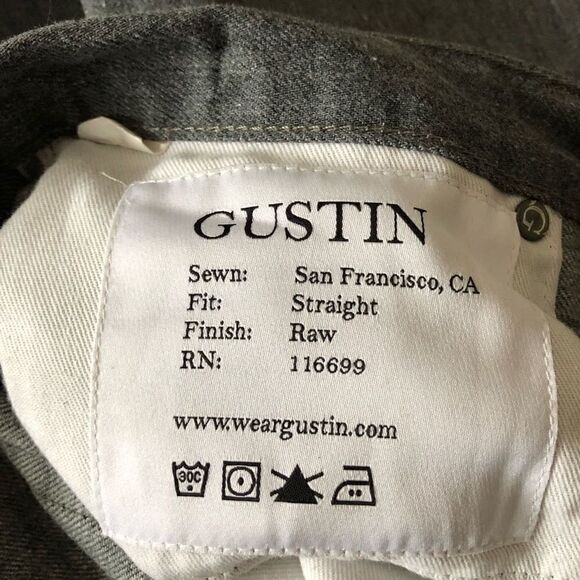 GUSTIN
Sewn: San Francisco, CA
Fit: Straight
Finish: Raw
RN: 116699
www.weargustin.com
30C
G